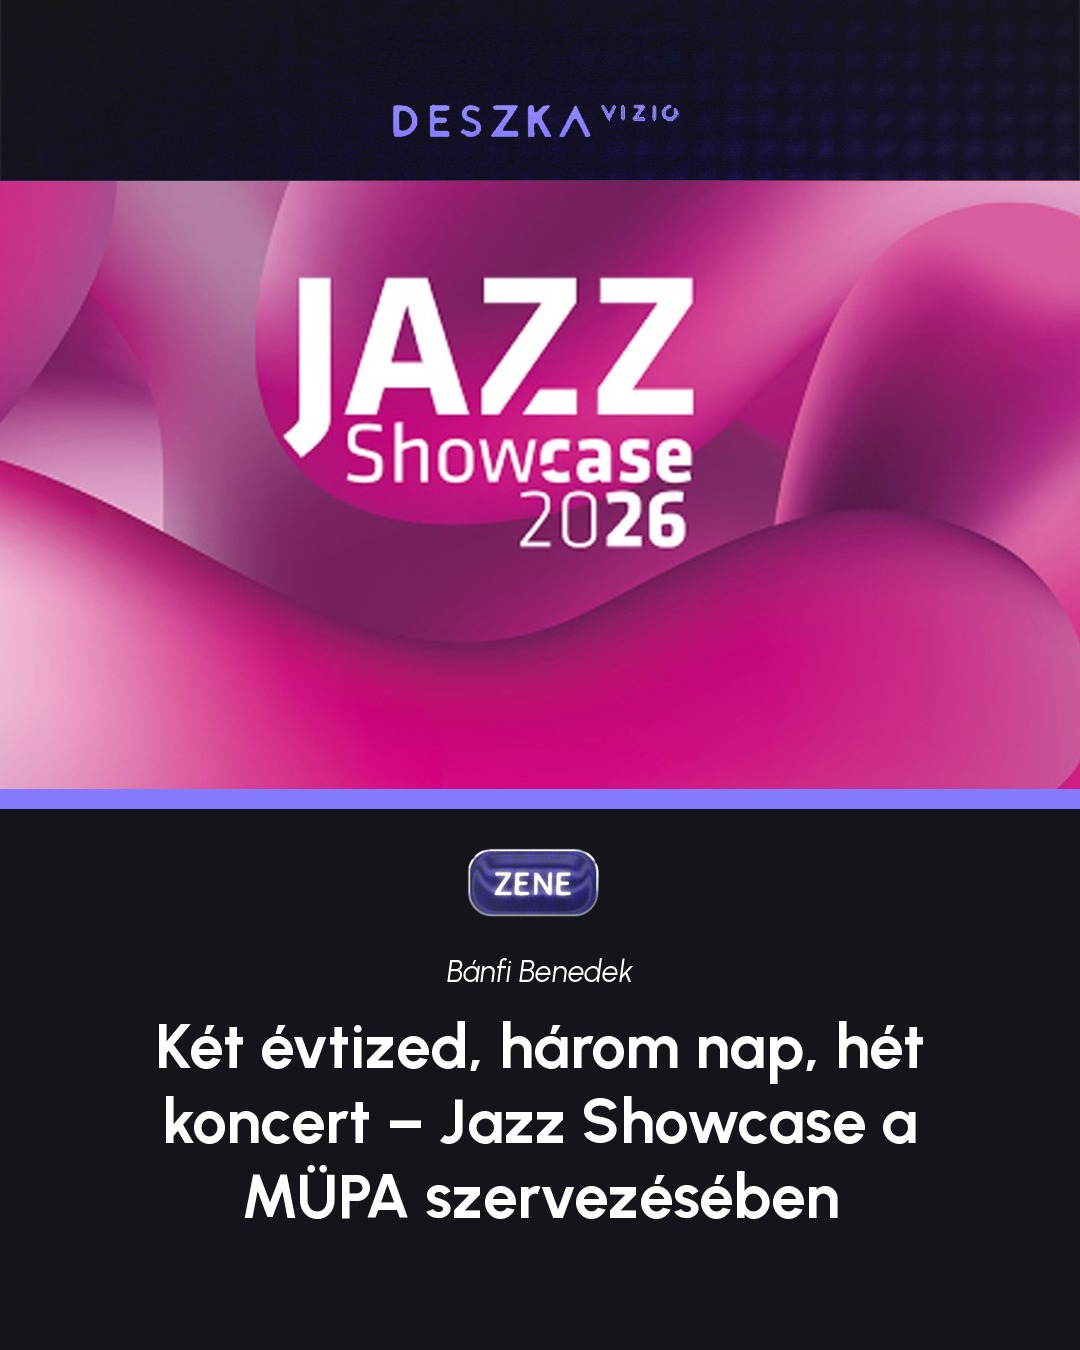 DESZKA VIZIO
JAZZ
Showcase
2026
ZENE
Bánfi Benedek
Két évtized, három nap, hét
koncert – Jazz Showcase a
MÜPA szervezésében